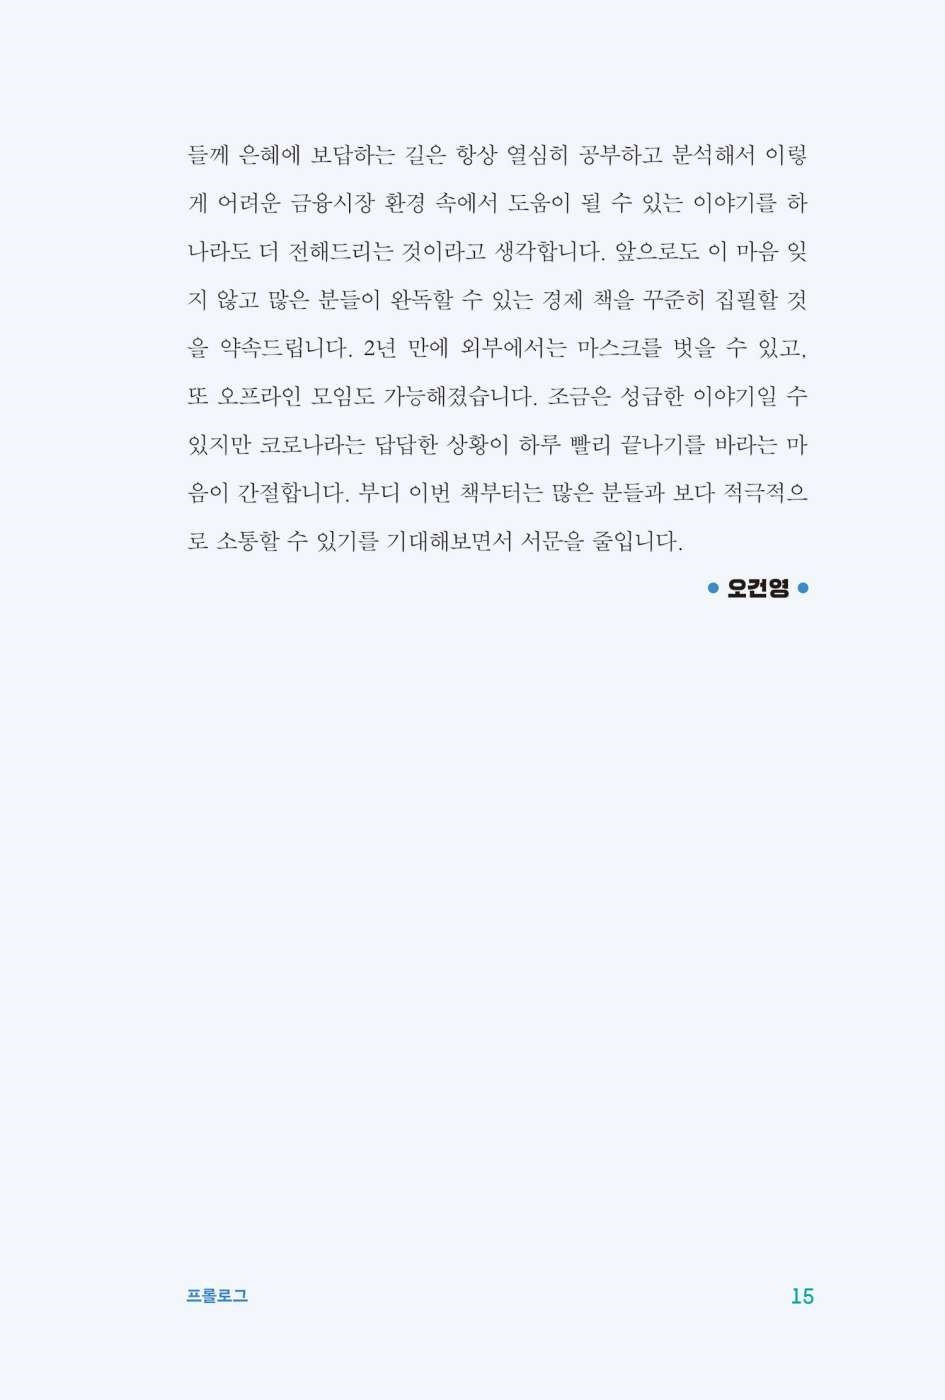 들께 은혜에 보답하는 길은 항상 열심히 공부하고 분석해서 이렇
게 어려운 금융시장 환경 속에서 도움이 될 수 있는 이야기를 하
나라도 더 전해드리는 것이라고 생각합니다. 앞으로도 이 마음 잊
지 않고 많은 분들이 완독할 수 있는 경제 책을 꾸준히 집필할 것
을 약속드립니다. 2년 만에 외부에서는 마스크를 벗을 수 있고,
또 오프라인 모임도 가능해졌습니다. 조금은 성급한 이야기일 수
있지만 코로나라는 답답한 상황이 하루 빨리 끝나기를 바라는 마
음이 간절합니다. 부디 이번 책부터는 많은 분들과 보다 적극적으
로 소통할 수 있기를 기대해보면서 서문을 줄입니다.
● 오건영 ●
프롤로그 15